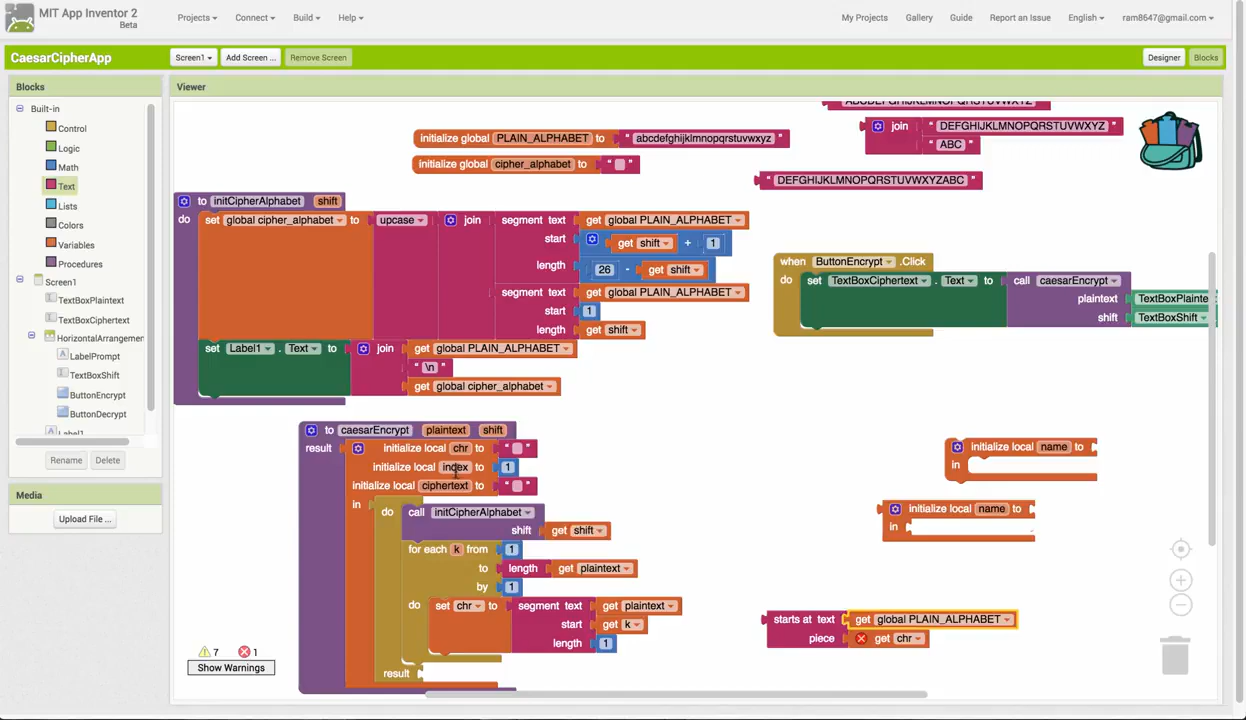 MIT App Inventor 2
Beta
Projects
Connect
Build
Help
My Projects
Gallery
Guide
Report an Issue
English
ram8647@gmail.com
CaesarCipherApp
Screen1
Add Screen ...
Remove Screen
Designer
Blocks
Blocks
Viewer
Built-in
Control
Logic
Math
Text
Lists
Colors
Variables
Procedures
Screen1
TextBoxPlaintext
TextBoxCiphertext
HorizontalArrangemen
LabelPrompt
TextBoxShift
ButtonEncrypt
ButtonDecrypt
Label1
Rename
Delete
Media
Upload File ...
ABCDEFGHIJKLMNOPQRSTUVWXYZ
initialize global PLAIN_ALPHABET to " abcdefghijklmnopqrstuvwxyz "
initialize global cipher_alphabet to " "
join " DEFGHIJKLMNOPQRSTUVWXYZ "
" ABC "
" DEFGHIJKLMNOPQRSTUVWXYZABC "
to initCipherAlphabet shift
do set global cipher_alphabet to upcase join segment text get global PLAIN_ALPHABET
start get shift + 1
length 26 - get shift
segment text get global PLAIN_ALPHABET
start 1
length get shift
set Label1 . Text to join get global PLAIN_ALPHABET
" \n "
get global cipher_alphabet
when ButtonEncrypt .Click
do set TextBoxCiphertext . Text to call caesarEncrypt
plaintext TextBoxPlainte
shift TextBoxShift
to caesarEncrypt plaintext shift
result initialize local chr to " "
initialize local index to 1
initialize local ciphertext to " "
in do call initCipherAlphabet
shift get shift
for each k from 1
to length get plaintext
by 1
do set chr to segment text get plaintext
start get k
length 1
result
initialize local name to
in
initialize local name to
in
starts at text get global PLAIN_ALPHABET
piece get chr
7 1
Show Warnings